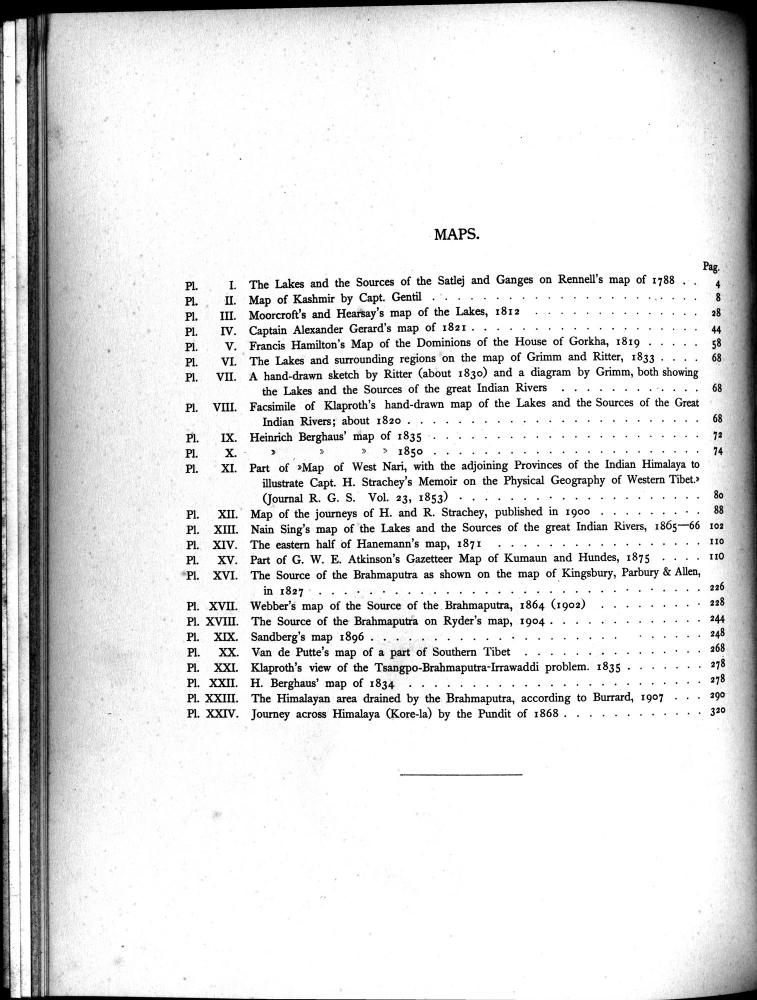 MAPS.
Pag.
Pl. I. The Lakes and the Sources of the Satlej and Ganges on Rennell's map of 1788 . . 4
Pl. II. Map of Kashmir by Capt. Gentil . . . . . . . . . . . . . . . . . . . . . 8
Pl. III. Moorcroft's and Hearsay's map of the Lakes, 1812 . . . . . . . . . . . . . 28
Pl. IV. Captain Alexander Gerard's map of 1821 . . . . . . . . . . . . . . . . . . 44
Pl. V. Francis Hamilton's Map of the Dominions of the House of Gorkha, 1819 . . . . . 58
Pl. VI. The Lakes and surrounding regions on the map of Grimm and Ritter, 1833 . . . . 68
Pl. VII. A hand-drawn sketch by Ritter (about 1830) and a diagram by Grimm, both showing
the Lakes and the Sources of the great Indian Rivers . . . . . . . . . . . 68
Pl. VIII. Facsimile of Klaproth's hand-drawn map of the Lakes and the Sources of the Great
Indian Rivers; about 1820 . . . . . . . . . . . . . . . . . . . . . . . 68
Pl. IX. Heinrich Berghaus' map of 1835 . . . . . . . . . . . . . . . . . . . . . 72
Pl. X. » » » » 1850 . . . . . . . . . . . . . . . . . . . . . 74
Pl. XI. Part of »Map of West Nari, with the adjoining Provinces of the Indian Himalaya to
illustrate Capt. H. Strachey's Memoir on the Physical Geography of Western Tibet.»
(Journal R. G. S. Vol. 23, 1853) . . . . . . . . . . . . . . . . . . . 80
Pl. XII. Map of the journeys of H. and R. Strachey, published in 1900 . . . . . . . . . 88
Pl. XIII. Nain Sing's map of the Lakes and the Sources of the great Indian Rivers, 1865—66 102
Pl. XIV. The eastern half of Hanemann's map, 1871 . . . . . . . . . . . . . . . . 110
Pl. XV. Part of G. W. E. Atkinson's Gazetteer Map of Kumaun and Hundes, 1875 . . . . 110
Pl. XVI. The Source of the Brahmaputra as shown on the map of Kingsbury, Parbury & Allen,
in 1827 . . . . . . . . . . . . . . . . . . . . . . . . . . . . . . 226
Pl. XVII. Webber's map of the Source of the Brahmaputra, 1864 (1902) . . . . . . . . . 228
Pl. XVIII. The Source of the Brahmaputra on Ryder's map, 1904 . . . . . . . . . . . . 244
Pl. XIX. Sandberg's map 1896 . . . . . . . . . . . . . . . . . . . . . . . . 248
Pl. XX. Van de Putte's map of a part of Southern Tibet . . . . . . . . . . . . . . 268
Pl. XXI. Klaproth's view of the Tsangpo-Brahmaputra-Irrawaddi problem. 1835 . . . . . . . 278
Pl. XXII. H. Berghaus' map of 1834 . . . . . . . . . . . . . . . . . . . . . . . 278
Pl. XXIII. The Himalayan area drained by the Brahmaputra, according to Burrard, 1907 . . . 290
Pl. XXIV. Journey across Himalaya (Kore-la) by the Pundit of 1868 . . . . . . . . . . . 320